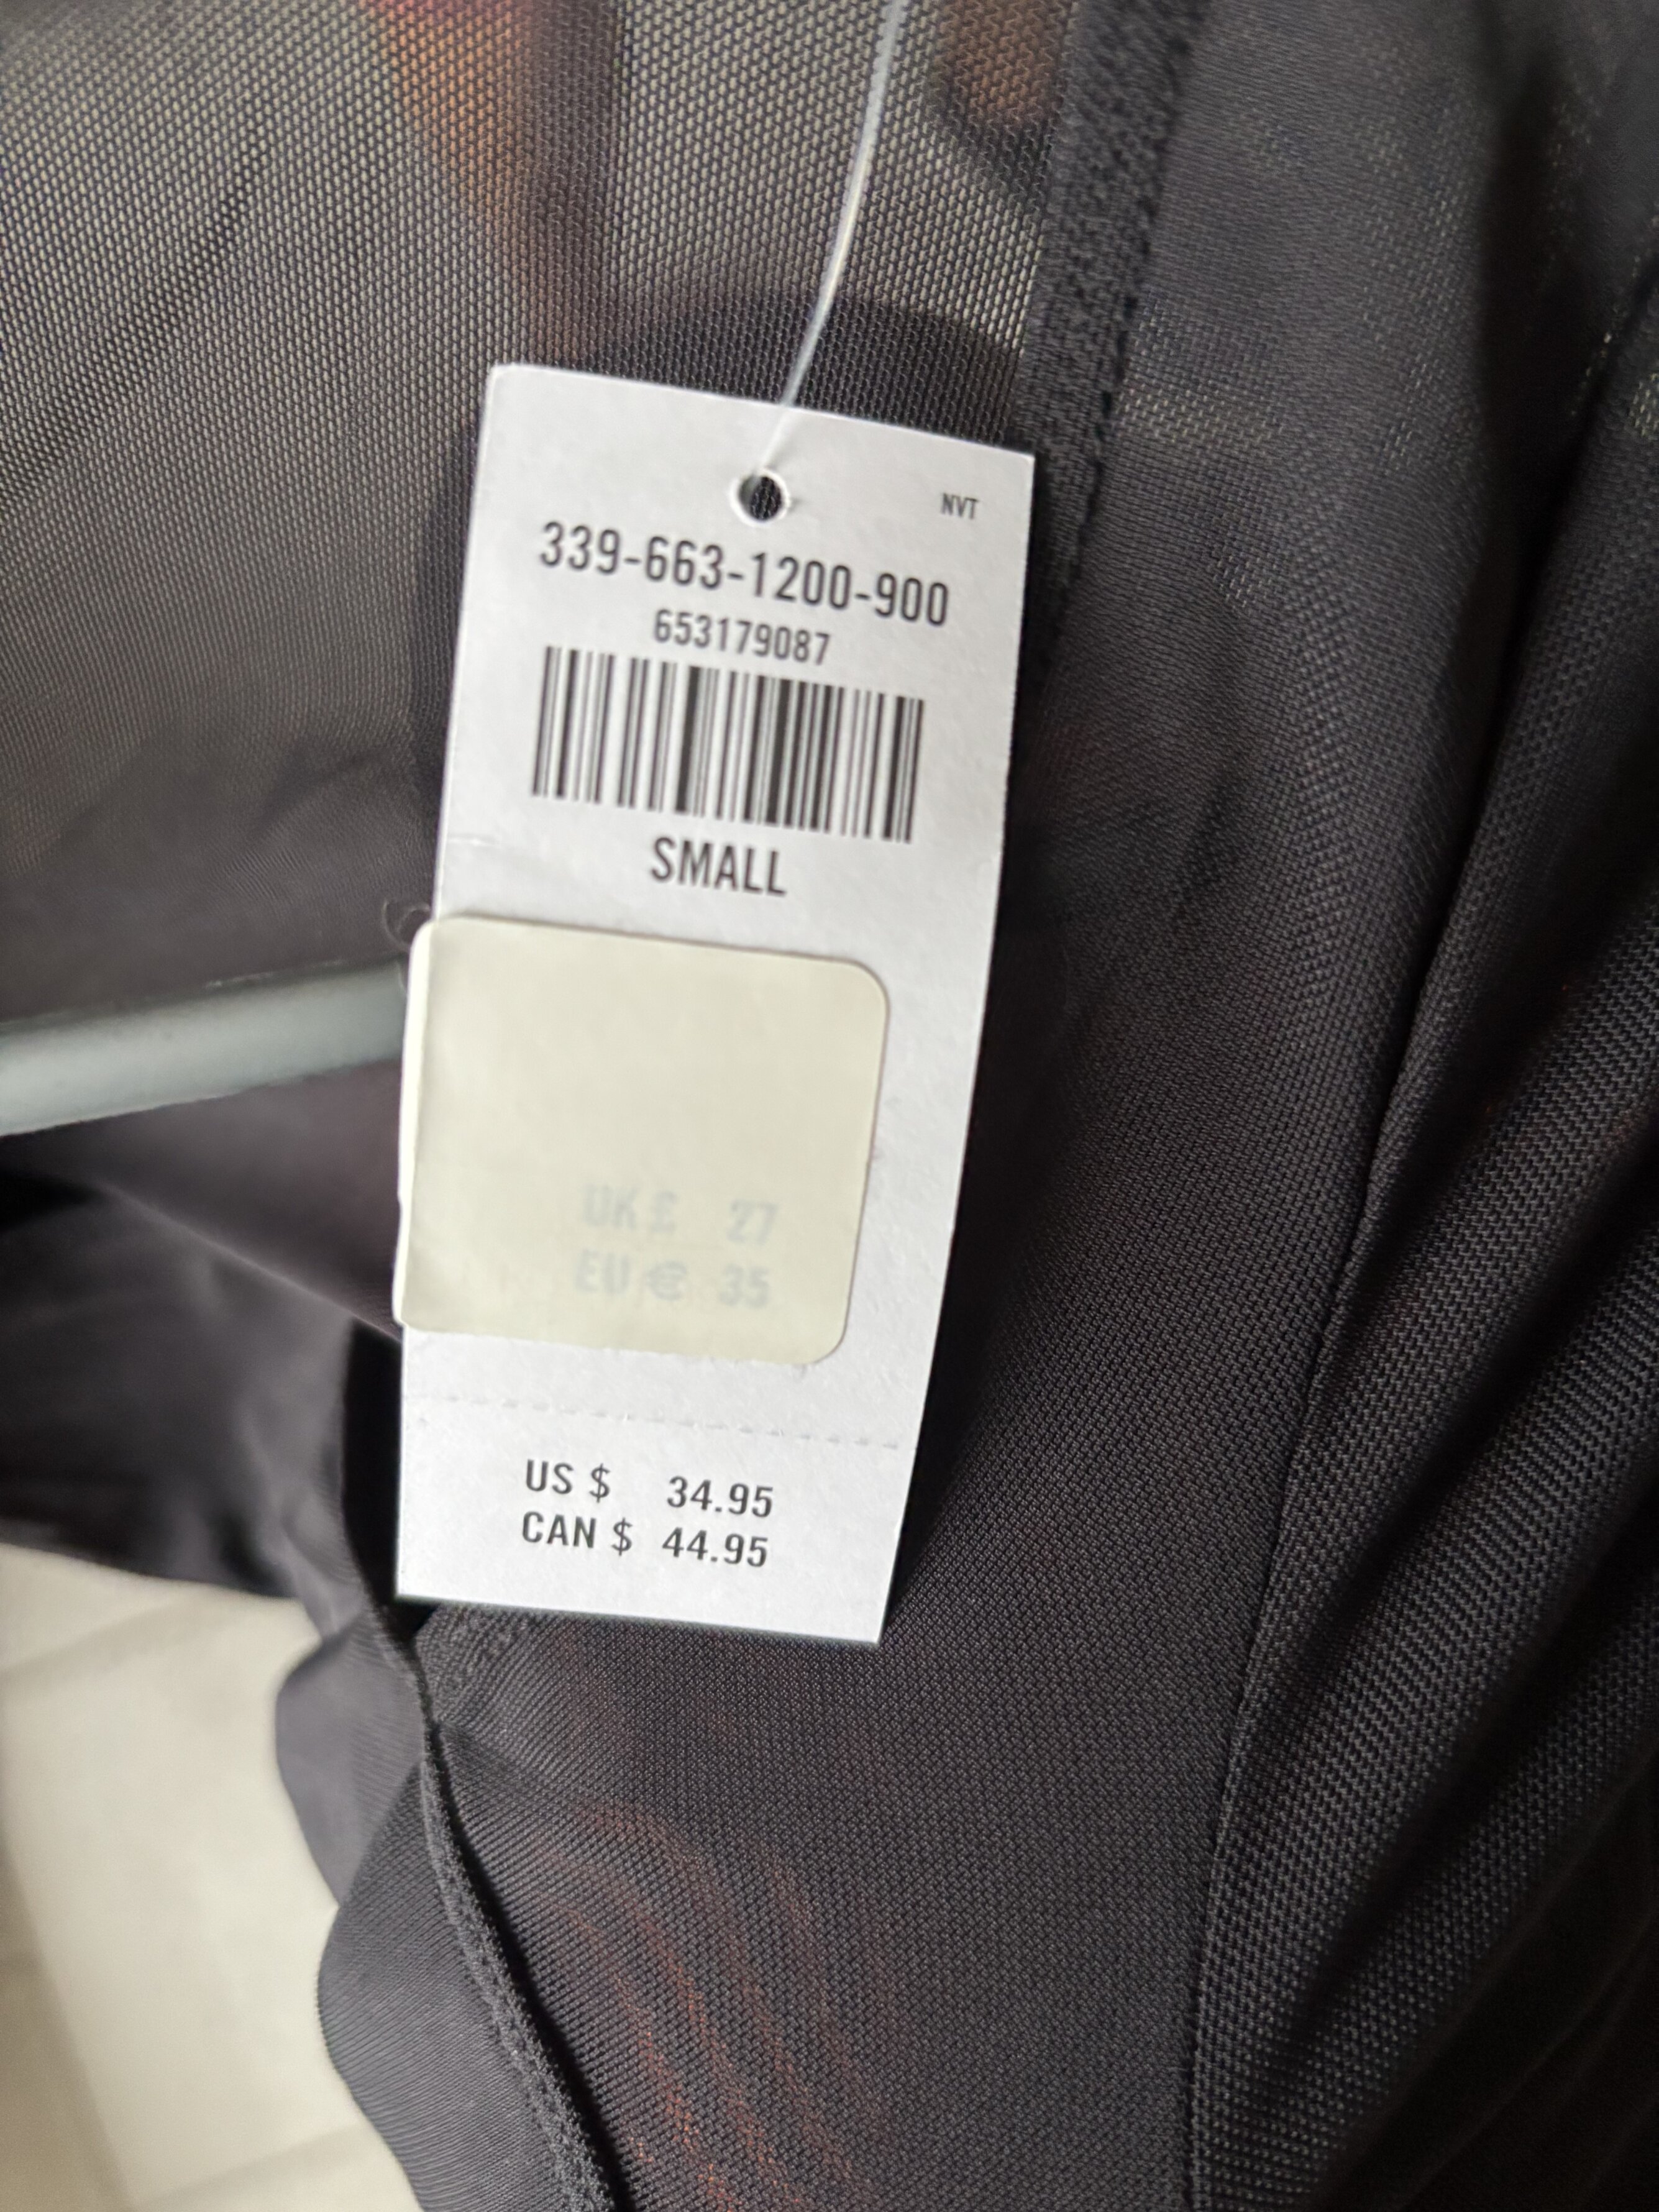 NVT
339-663-1200-900
653179087
SMALL
UK £ 27
EU € 35
US $ 34.95
CAN $ 44.95